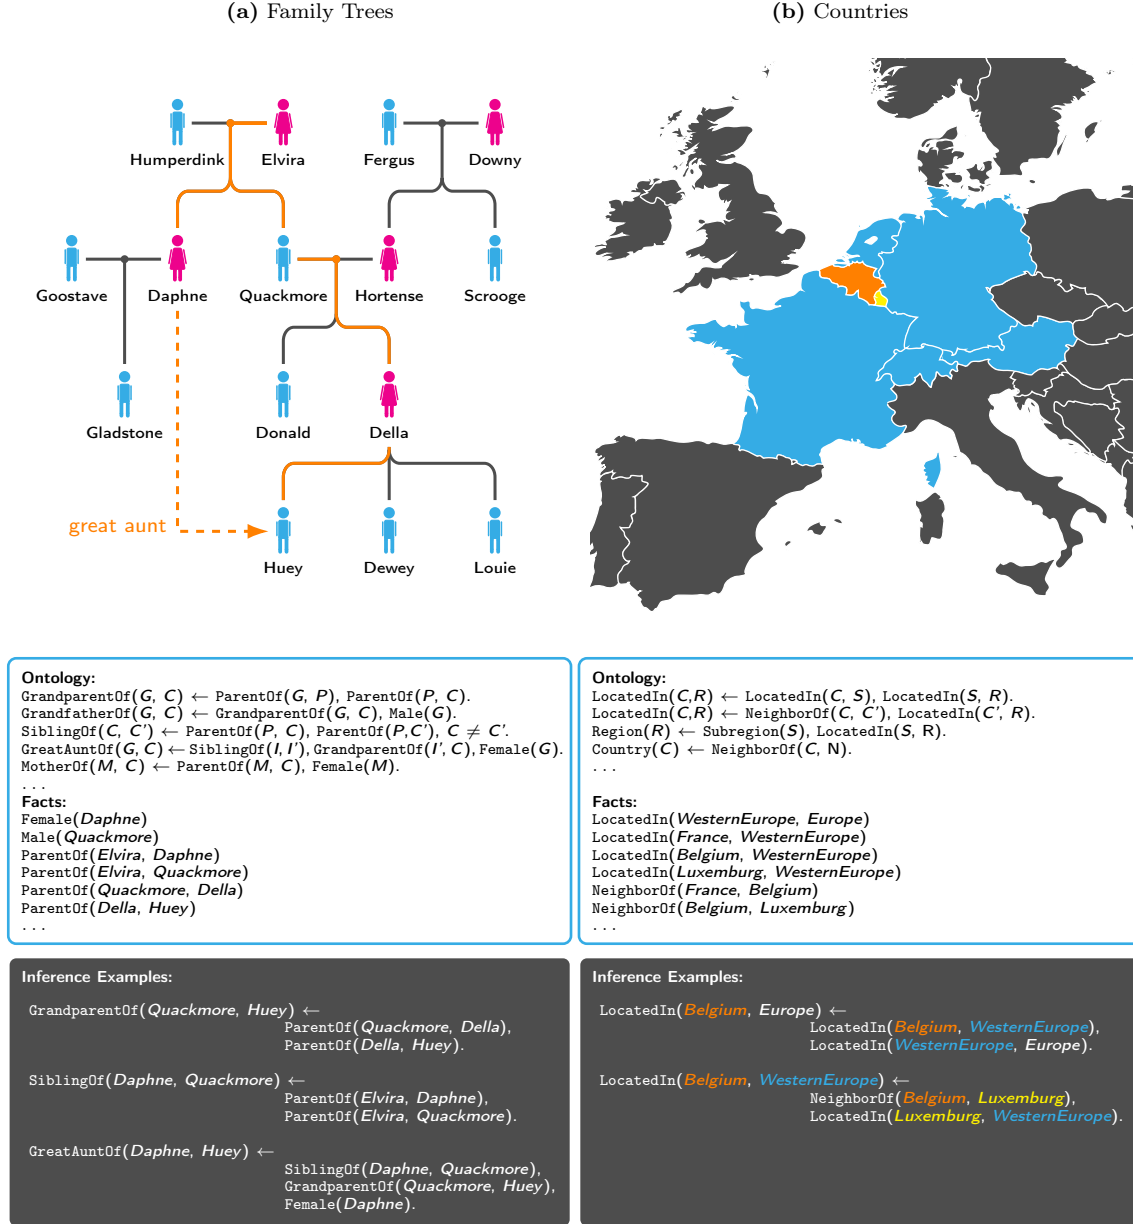 (a) Family Trees
(b) Countries
Humperdink Elvira Fergus Downy
Goostave Daphne Quackmore Hortense Scrooge
Gladstone Donald Della
great aunt
Huey Dewey Louie
Ontology:
GrandparentOf(G, C) ← ParentOf(G, P), ParentOf(P, C).
GrandfatherOf(G, C) ← GrandparentOf(G, C), Male(G).
SiblingOf(C, C') ← ParentOf(P, C), ParentOf(P,C'), C ≠ C'.
GreatAuntOf(G, C) ← SiblingOf(I, I'), GrandparentOf(I', C), Female(G).
MotherOf(M, C) ← ParentOf(M, C), Female(M).
...
Facts:
Female(Daphne)
Male(Quackmore)
ParentOf(Elvira, Daphne)
ParentOf(Elvira, Quackmore)
ParentOf(Quackmore, Della)
ParentOf(Della, Huey)
...
Ontology:
LocatedIn(C,R) ← LocatedIn(C, S), LocatedIn(S, R).
LocatedIn(C,R) ← NeighborOf(C, C'), LocatedIn(C', R).
Region(R) ← Subregion(S), LocatedIn(S, R).
Country(C) ← NeighborOf(C, N).
...
Facts:
LocatedIn(WesternEurope, Europe)
LocatedIn(France, WesternEurope)
LocatedIn(Belgium, WesternEurope)
LocatedIn(Luxemburg, WesternEurope)
NeighborOf(France, Belgium)
NeighborOf(Belgium, Luxemburg)
...
Inference Examples:
GrandparentOf(Quackmore, Huey) ←
ParentOf(Quackmore, Della),
ParentOf(Della, Huey).
SiblingOf(Daphne, Quackmore) ←
ParentOf(Elvira, Daphne),
ParentOf(Elvira, Quackmore).
GreatAuntOf(Daphne, Huey) ←
SiblingOf(Daphne, Quackmore),
GrandparentOf(Quackmore, Huey),
Female(Daphne).
Inference Examples:
LocatedIn(Belgium, Europe) ←
LocatedIn(Belgium, WesternEurope),
LocatedIn(WesternEurope, Europe).
LocatedIn(Belgium, WesternEurope) ←
NeighborOf(Belgium, Luxemburg),
LocatedIn(Luxemburg, WesternEurope).